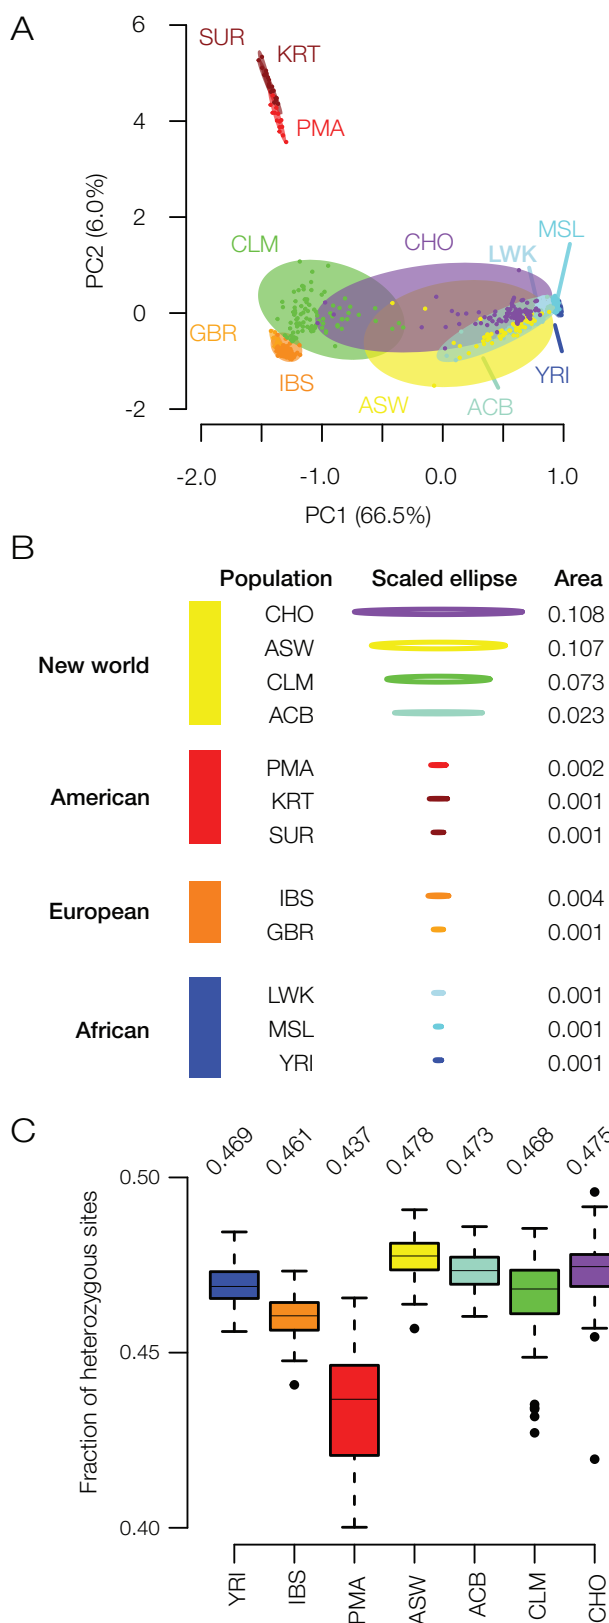 A
6
4
2
0
-2
PC2 (6.0%)
SUR
KRT
PMA
CLM
CHO
MSL
LWK
GBR
IBS
ASW
ACB
YRI
-2.0 -1.0 0.0 1.0
PC1 (66.5%)
B
Population Scaled ellipse Area
New world
CHO 0.108
ASW 0.107
CLM 0.073
ACB 0.023
American
PMA 0.002
KRT 0.001
SUR 0.001
European
IBS 0.004
GBR 0.001
African
LWK 0.001
MSL 0.001
YRI 0.001
C
0.469 0.461 0.437 0.478 0.473 0.468 0.475
0.50
0.45
0.40
Fraction of heterozygous sites
YRI IBS PMA ASW ACB CLM CHO